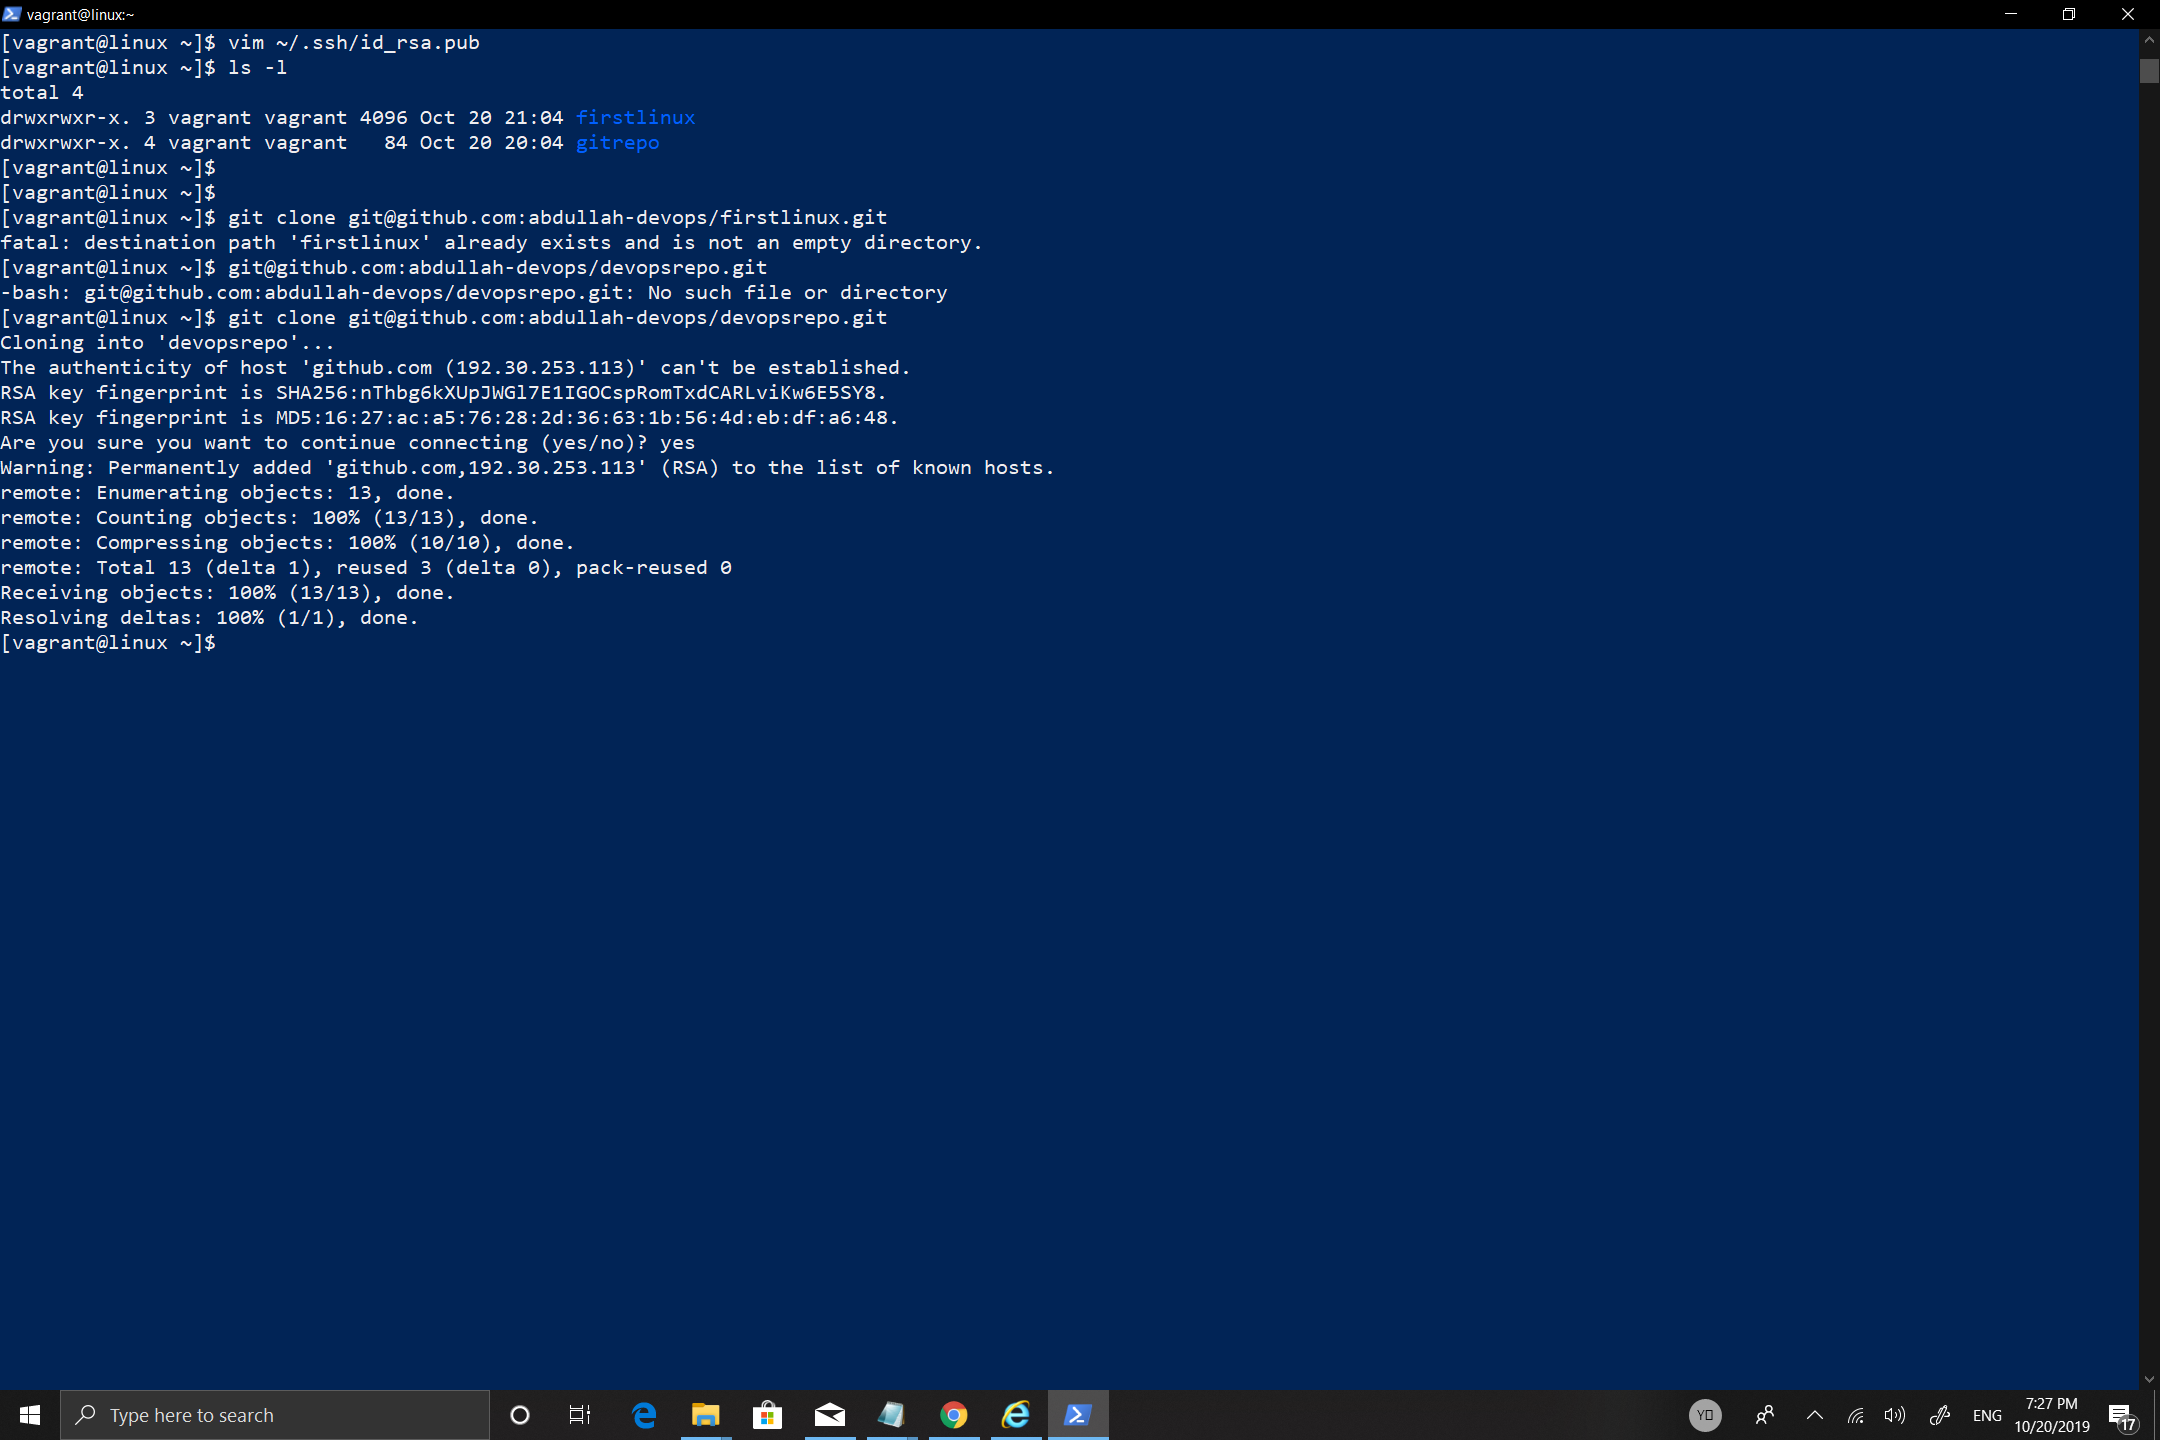 vagrant@linux:~
[vagrant@linux ~]$ vim ~/.ssh/id_rsa.pub
[vagrant@linux ~]$ ls -l
total 4
drwxrwxr-x. 3 vagrant vagrant 4096 Oct 20 21:04 firstlinux
drwxrwxr-x. 4 vagrant vagrant   84 Oct 20 20:04 gitrepo
[vagrant@linux ~]$
[vagrant@linux ~]$
[vagrant@linux ~]$ git clone git@github.com:abdullah-devops/firstlinux.git
fatal: destination path 'firstlinux' already exists and is not an empty directory.
[vagrant@linux ~]$ git@github.com:abdullah-devops/devopsrepo.git
-bash: git@github.com:abdullah-devops/devopsrepo.git: No such file or directory
[vagrant@linux ~]$ git clone git@github.com:abdullah-devops/devopsrepo.git
Cloning into 'devopsrepo'...
The authenticity of host 'github.com (192.30.253.113)' can't be established.
RSA key fingerprint is SHA256:nThbg6kXUpJWGl7E1IGOCspRomTxdCARLviKw6E5SY8.
RSA key fingerprint is MD5:16:27:ac:a5:76:28:2d:36:63:1b:56:4d:eb:df:a6:48.
Are you sure you want to continue connecting (yes/no)? yes
Warning: Permanently added 'github.com,192.30.253.113' (RSA) to the list of known hosts.
remote: Enumerating objects: 13, done.
remote: Counting objects: 100% (13/13), done.
remote: Compressing objects: 100% (10/10), done.
remote: Total 13 (delta 1), reused 3 (delta 0), pack-reused 0
Receiving objects: 100% (13/13), done.
Resolving deltas: 100% (1/1), done.
[vagrant@linux ~]$
Type here to search
ENG
7:27 PM
10/20/2019
17